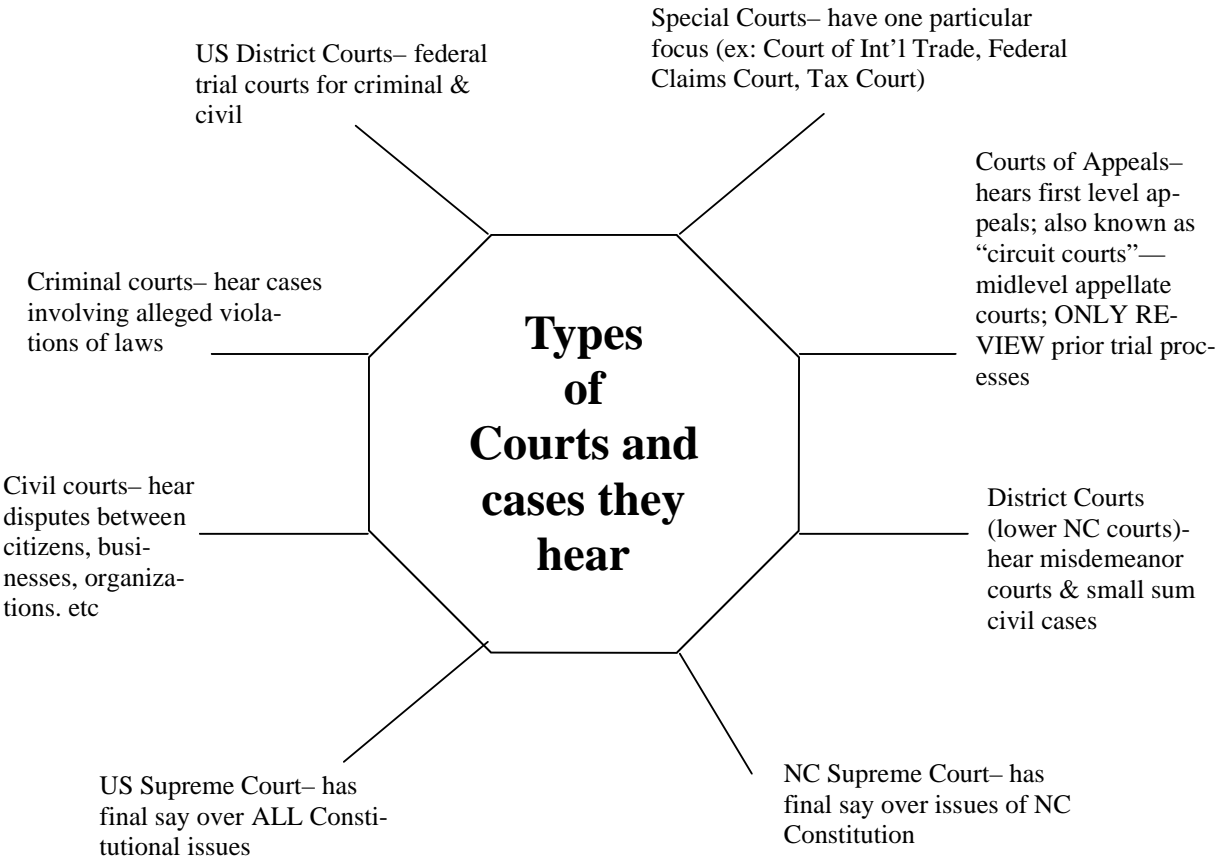 US District Courts– federal
trial courts for criminal &
civil
Special Courts– have one particular
focus (ex: Court of Int’l Trade, Federal
Claims Court, Tax Court)
Courts of Appeals–
hears first level ap-
peals; also known as
“circuit courts”—
midlevel appellate
courts; ONLY RE-
VIEW prior trial proc-
esses
Criminal courts– hear cases
involving alleged viola-
tions of laws
Types
of
Courts and
cases they
hear
Civil courts– hear
disputes between
citizens, busi-
nesses, organiza-
tions. etc
District Courts
(lower NC courts)-
hear misdemeanor
courts & small sum
civil cases
US Supreme Court– has
final say over ALL Consti-
tutional issues
NC Supreme Court– has
final say over issues of NC
Constitution